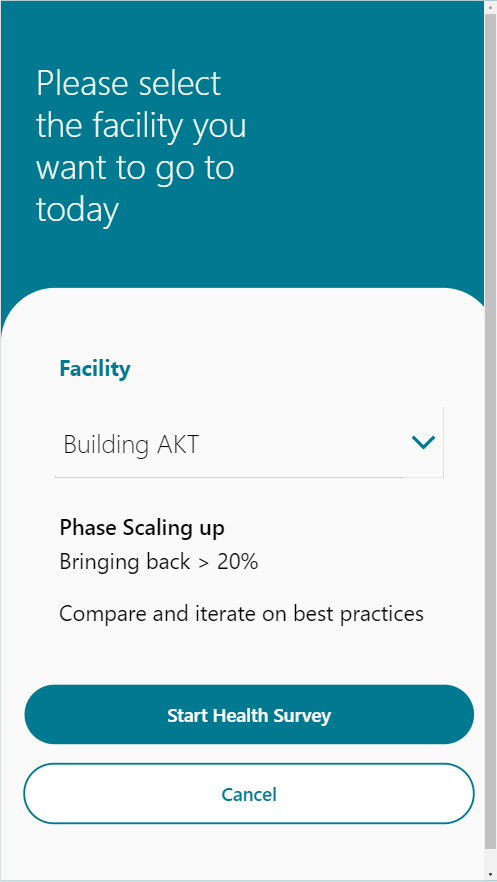 Please select
the facility you
want to go to
today
Facility
Building AKT
Phase Scaling up
Bringing back > 20%
Compare and iterate on best practices
Start Health Survey
Cancel